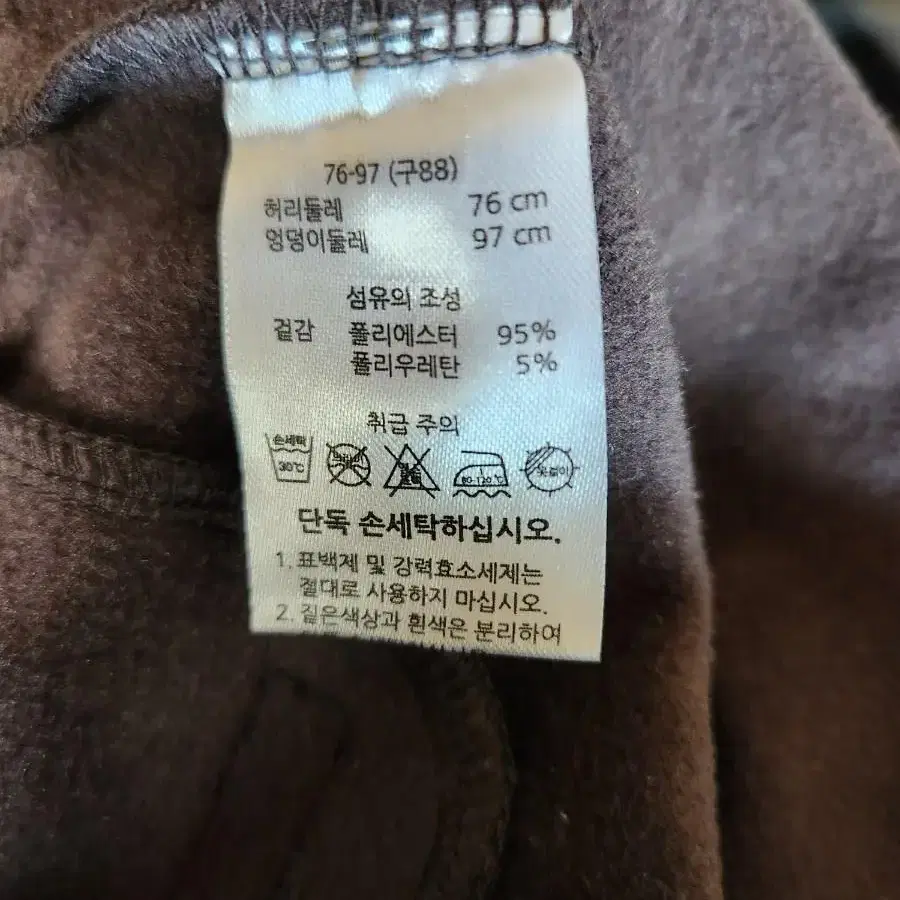 76-97 (구88)
허리둘레 76 cm
엉덩이둘레 97 cm
섬유의 조성
겉감 폴리에스터 95%
폴리우레탄 5%
취급 주의
손세탁
30℃
80-120℃
옷걸이
단독 손세탁하십시오.
1. 표백제 및 강력효소세제는
절대로 사용하지 마십시오.
2. 짙은색상과 흰색은 분리하여